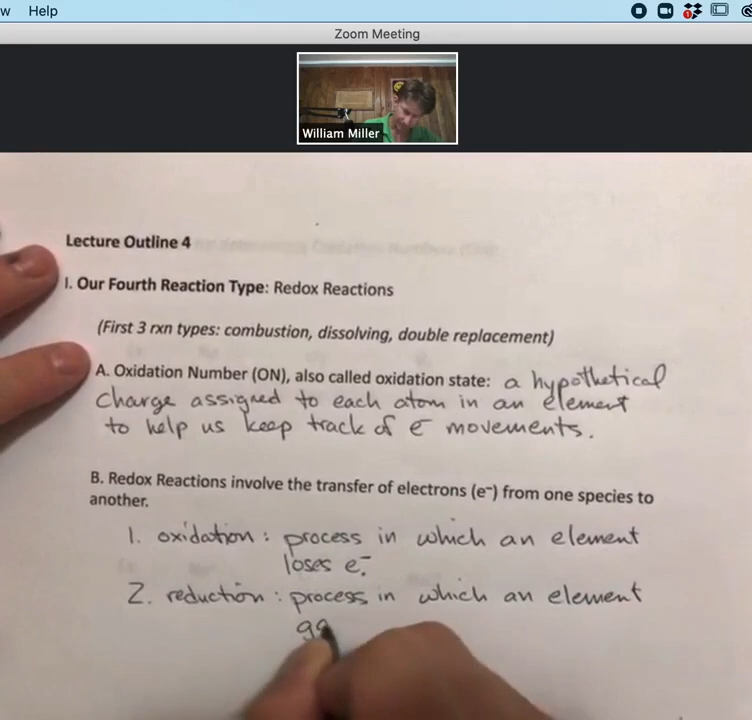 w Help
Zoom Meeting
William Miller
Lecture Outline 4
I. Our Fourth Reaction Type: Redox Reactions
(First 3 rxn types: combustion, dissolving, double replacement)
A. Oxidation Number (ON), also called oxidation state: a hypothetical
charge assigned to each atom in an element
to help us keep track of e⁻ movements.
B. Redox Reactions involve the transfer of electrons (e⁻) from one species to
another.
1. oxidation: process in which an element
loses e⁻.
2. reduction: process in which an element
ga